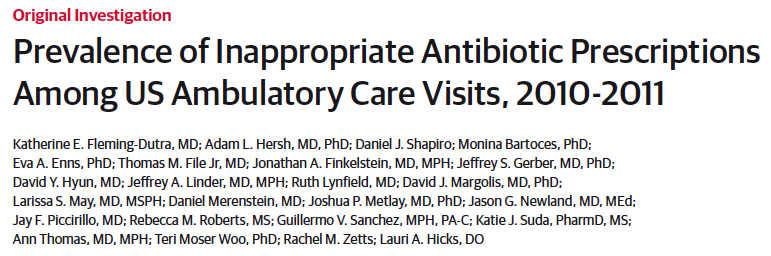 Original Investigation
Prevalence of Inappropriate Antibiotic Prescriptions
Among US Ambulatory Care Visits, 2010-2011
Katherine E. Fleming-Dutra, MD; Adam L. Hersh, MD, PhD; Daniel J. Shapiro; Monina Bartoces, PhD;
Eva A. Enns, PhD; Thomas M. File Jr, MD; Jonathan A. Finkelstein, MD, MPH; Jeffrey S. Gerber, MD, PhD;
David Y. Hyun, MD; Jeffrey A. Linder, MD, MPH; Ruth Lynfield, MD; David J. Margolis, MD, PhD;
Larissa S. May, MD, MSPH; Daniel Merenstein, MD; Joshua P. Metlay, MD, PhD; Jason G. Newland, MD, MEd;
Jay F. Piccirillo, MD; Rebecca M. Roberts, MS; Guillermo V. Sanchez, MPH, PA-C; Katie J. Suda, PharmD, MS;
Ann Thomas, MD, MPH; Teri Moser Woo, PhD; Rachel M. Zetts; Lauri A. Hicks, DO